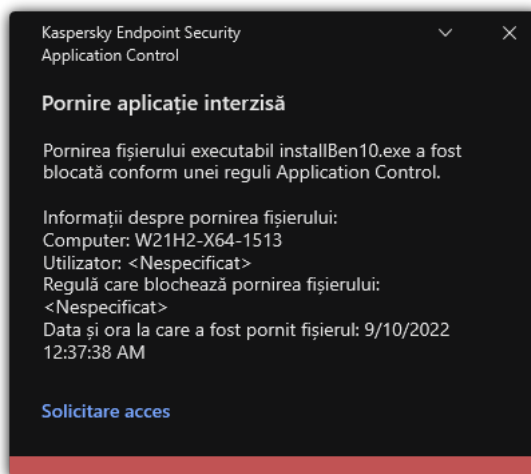 Kaspersky Endpoint Security
Application Control
Pornire aplicație interzisă
Pornirea fișierului executabil installBen10.exe a fost
blocată conform unei reguli Application Control.
Informații despre pornirea fișierului:
Computer: W21H2-X64-1513
Utilizator: <Nespecificat>
Regulă care blochează pornirea fișierului:
<Nespecificat>
Data și ora la care a fost pornit fișierul: 9/10/2022
12:37:38 AM
Solicitare acces